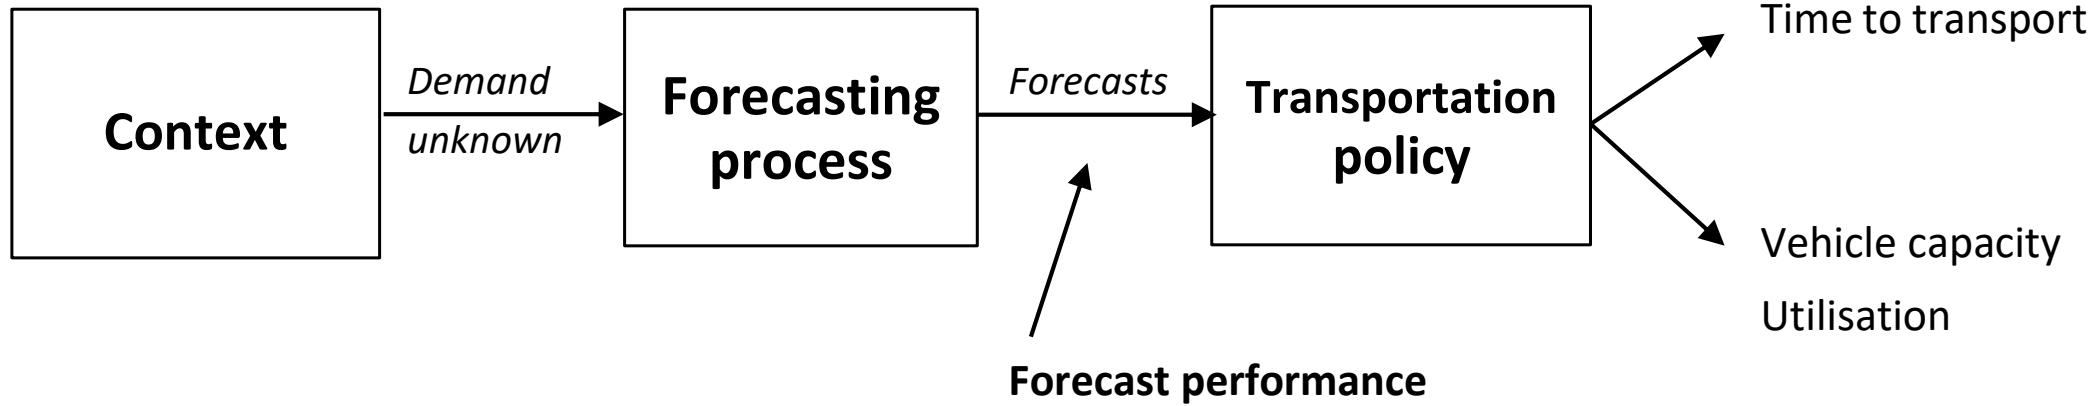 Context
Demand
unknown
Forecasting
process
Forecasts
Transportation
policy
Time to transport
Vehicle capacity
Utilisation
Forecast performance